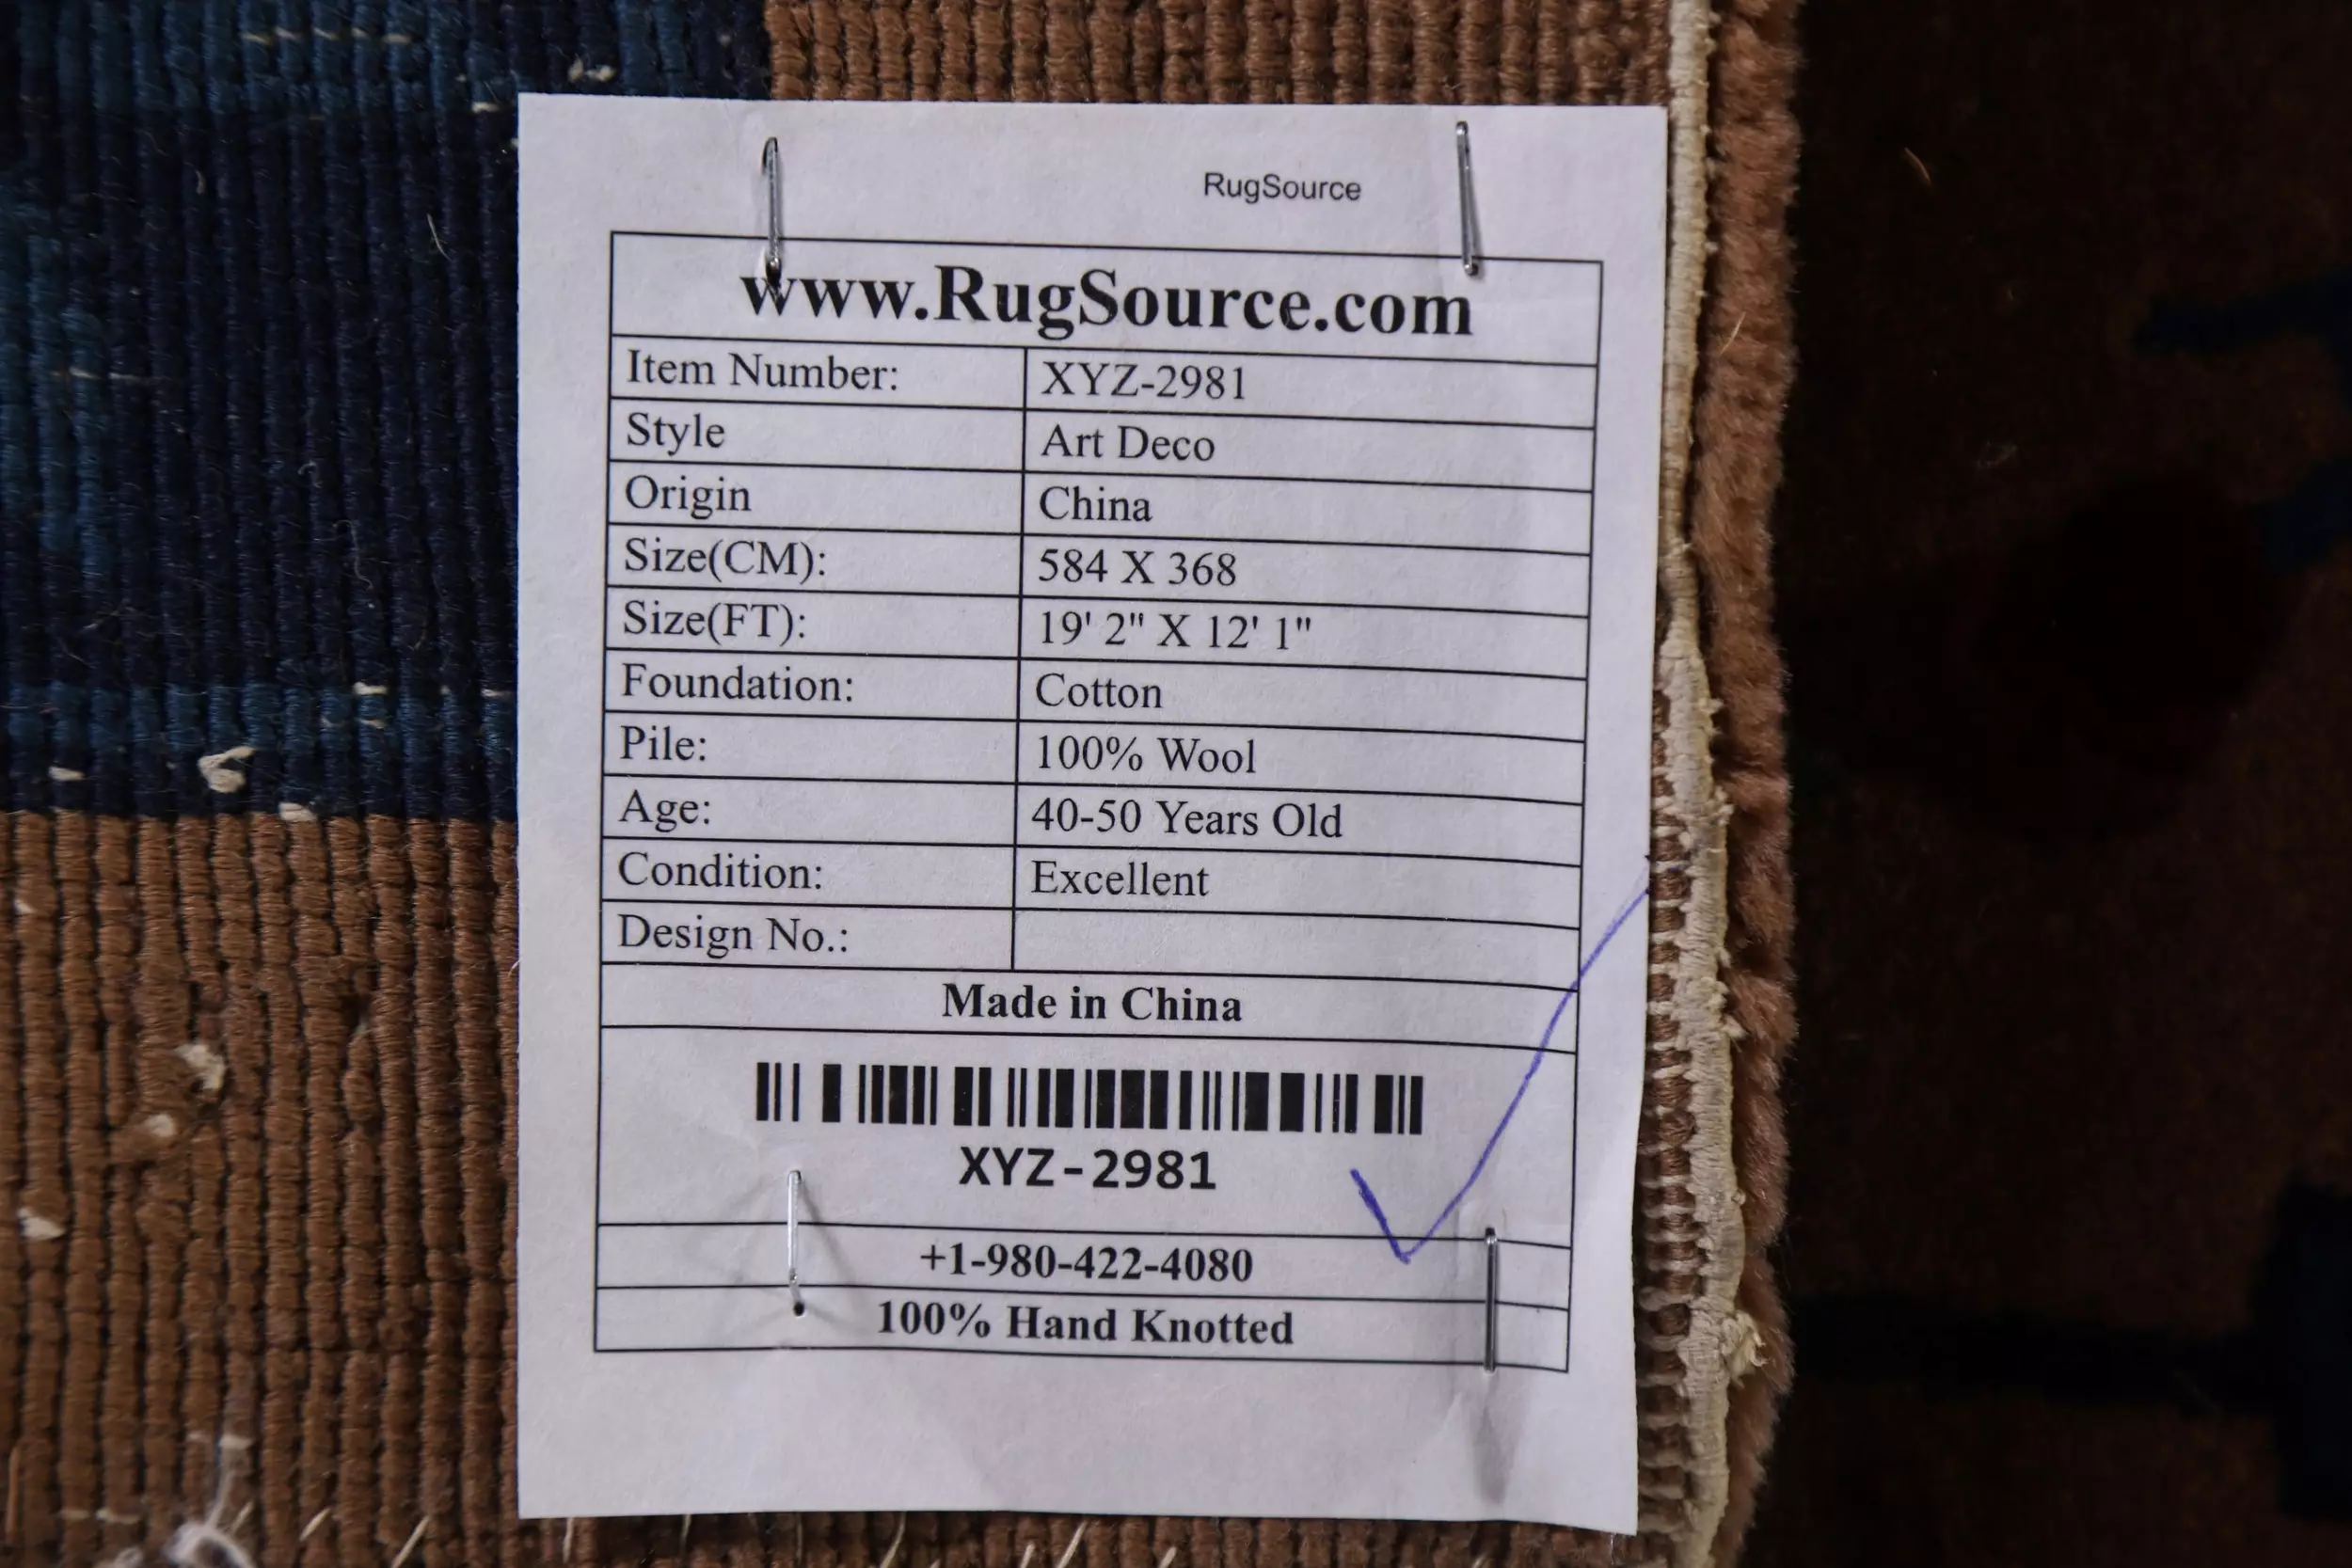 RugSource
www.RugSource.com
Item Number: XYZ-2981
Style Art Deco
Origin China
Size(CM): 584 X 368
Size(FT): 19' 2" X 12' 1"
Foundation: Cotton
Pile: 100% Wool
Age: 40-50 Years Old
Condition: Excellent
Design No.:
Made in China
XYZ-2981
+1-980-422-4080
100% Hand Knotted